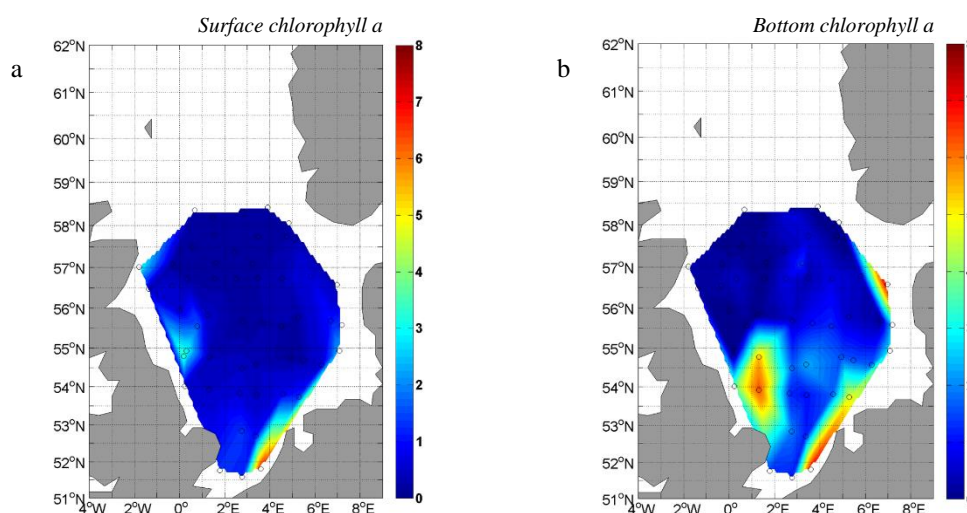 Surface chlorophyll a
a
62°N
61°N
60°N
59°N
58°N
57°N
56°N
55°N
54°N
53°N
52°N
51°N
4°W 2°W 0° 2°E 4°E 6°E 8°E
8
7
6
5
4
3
2
1
0
Bottom chlorophyll a
b
62°N
61°N
60°N
59°N
58°N
57°N
56°N
55°N
54°N
53°N
52°N
51°N
4°W 2°W 0° 2°E 4°E 6°E 8°E